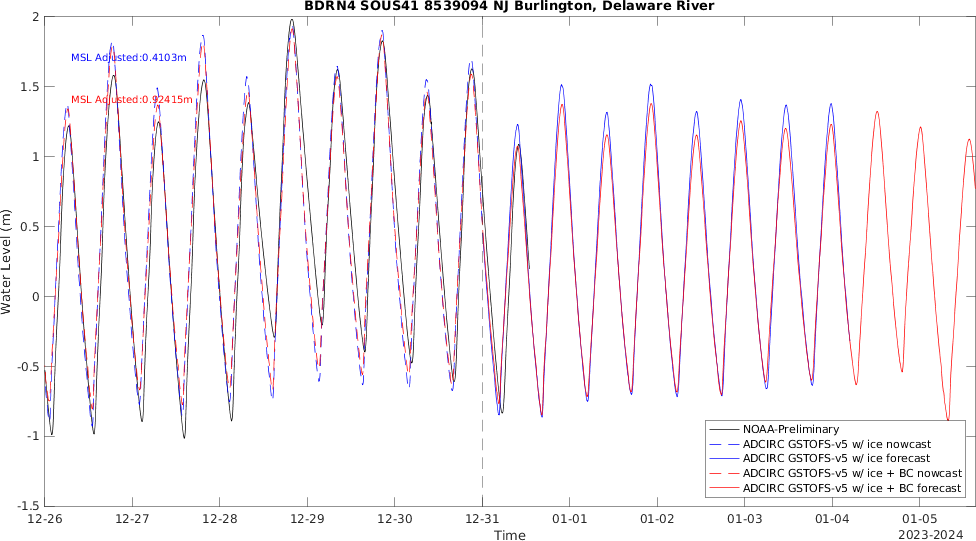 BDRN4 SOUS41 8539094 NJ Burlington, Delaware River
2
1.5
1
0.5
0
-0.5
-1
-1.5
Water Level (m)
MSL Adjusted:0.4103m
MSL Adjusted:0.92415m
NOAA-Preliminary
ADCIRC GSTOFS-v5 w/ ice nowcast
ADCIRC GSTOFS-v5 w/ ice forecast
ADCIRC GSTOFS-v5 w/ ice + BC nowcast
ADCIRC GSTOFS-v5 w/ ice + BC forecast
12-26 12-27 12-28 12-29 12-30 12-31 01-01 01-02 01-03 01-04 01-05
Time
2023-2024